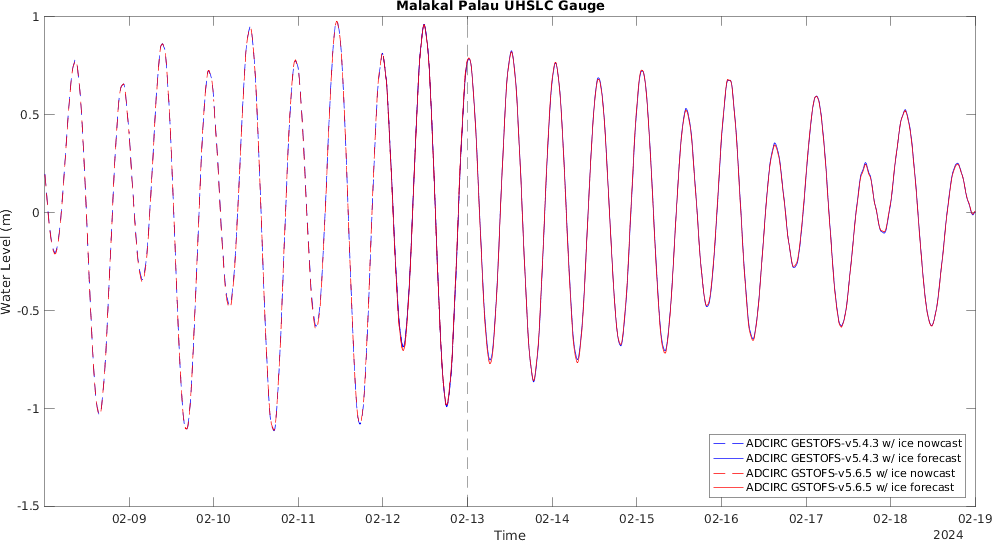 Malakal Palau UHSLC Gauge
1
0.5
0
-0.5
-1
-1.5
Water Level (m)
ADCIRC GESTOFS-v5.4.3 w/ ice nowcast
ADCIRC GESTOFS-v5.4.3 w/ ice forecast
ADCIRC GSTOFS-v5.6.5 w/ ice nowcast
ADCIRC GSTOFS-v5.6.5 w/ ice forecast
02-09 02-10 02-11 02-12 02-13 02-14 02-15 02-16 02-17 02-18 02-19
Time
2024